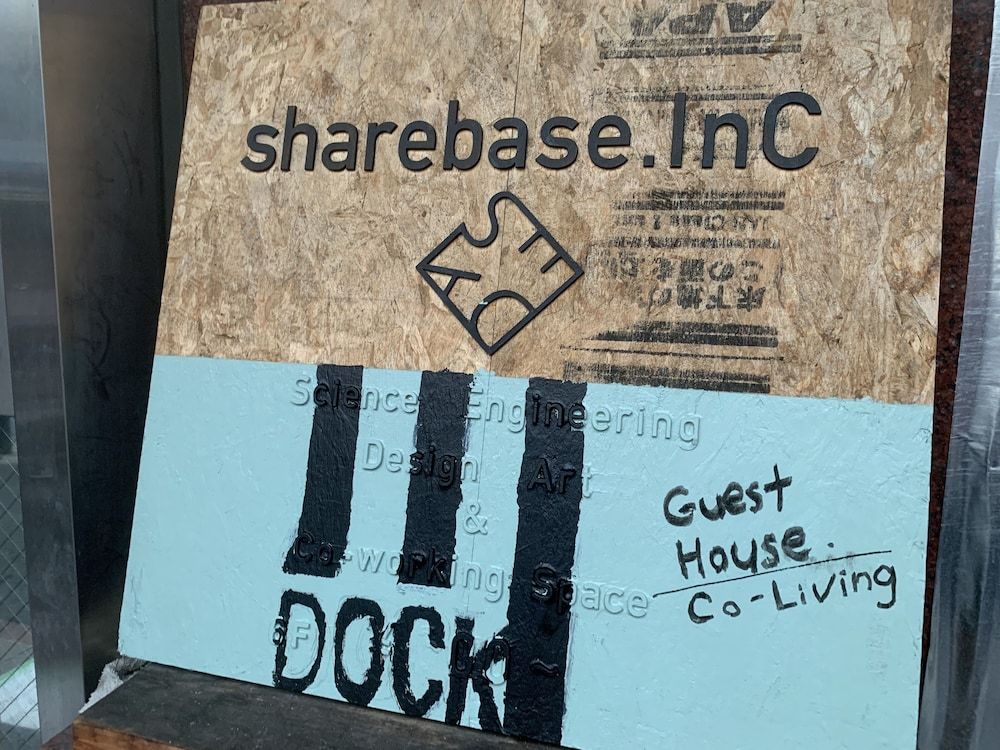 sharebase.InC
S E A D
Science Engineering
Design Art
&
Co-working Space
DOCK
Guest
House.
Co-Living